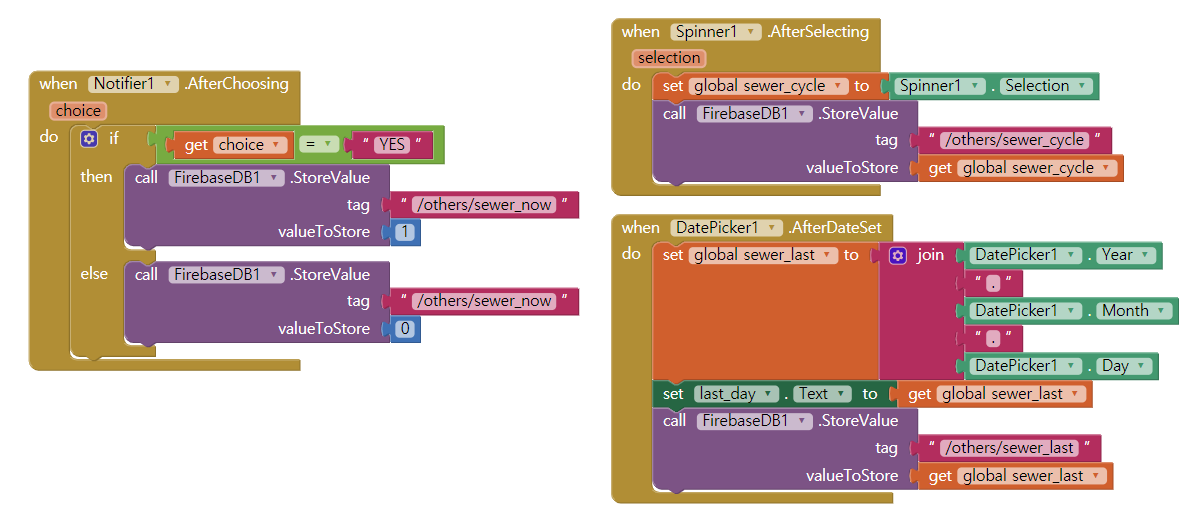 when Notifier1 .AfterChoosing
choice
do if get choice = " YES "
then call FirebaseDB1 .StoreValue
tag " /others/sewer_now "
valueToStore 1
else call FirebaseDB1 .StoreValue
tag " /others/sewer_now "
valueToStore 0
when Spinner1 .AfterSelecting
selection
do set global sewer_cycle to Spinner1 . Selection
call FirebaseDB1 .StoreValue
tag " /others/sewer_cycle "
valueToStore get global sewer_cycle
when DatePicker1 .AfterDateSet
do set global sewer_last to join DatePicker1 . Year
" . "
DatePicker1 . Month
" . "
DatePicker1 . Day
set last_day . Text to get global sewer_last
call FirebaseDB1 .StoreValue
tag " /others/sewer_last "
valueToStore get global sewer_last